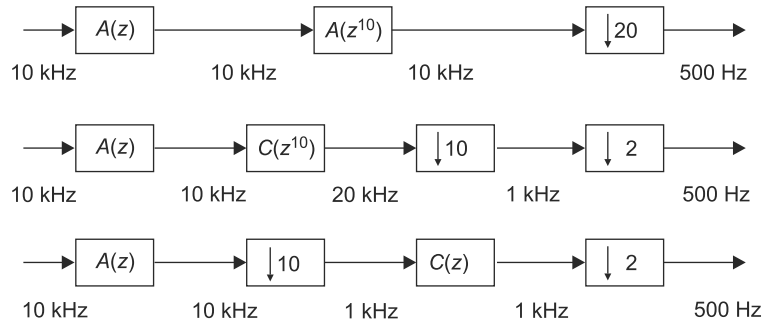 A(z) A(z¹⁰) ↓20
10 kHz 10 kHz 10 kHz 500 Hz
A(z) C(z¹⁰) ↓10 ↓ 2
10 kHz 10 kHz 20 kHz 1 kHz 500 Hz
A(z) ↓10 C(z) ↓ 2
10 kHz 10 kHz 1 kHz 1 kHz 500 Hz